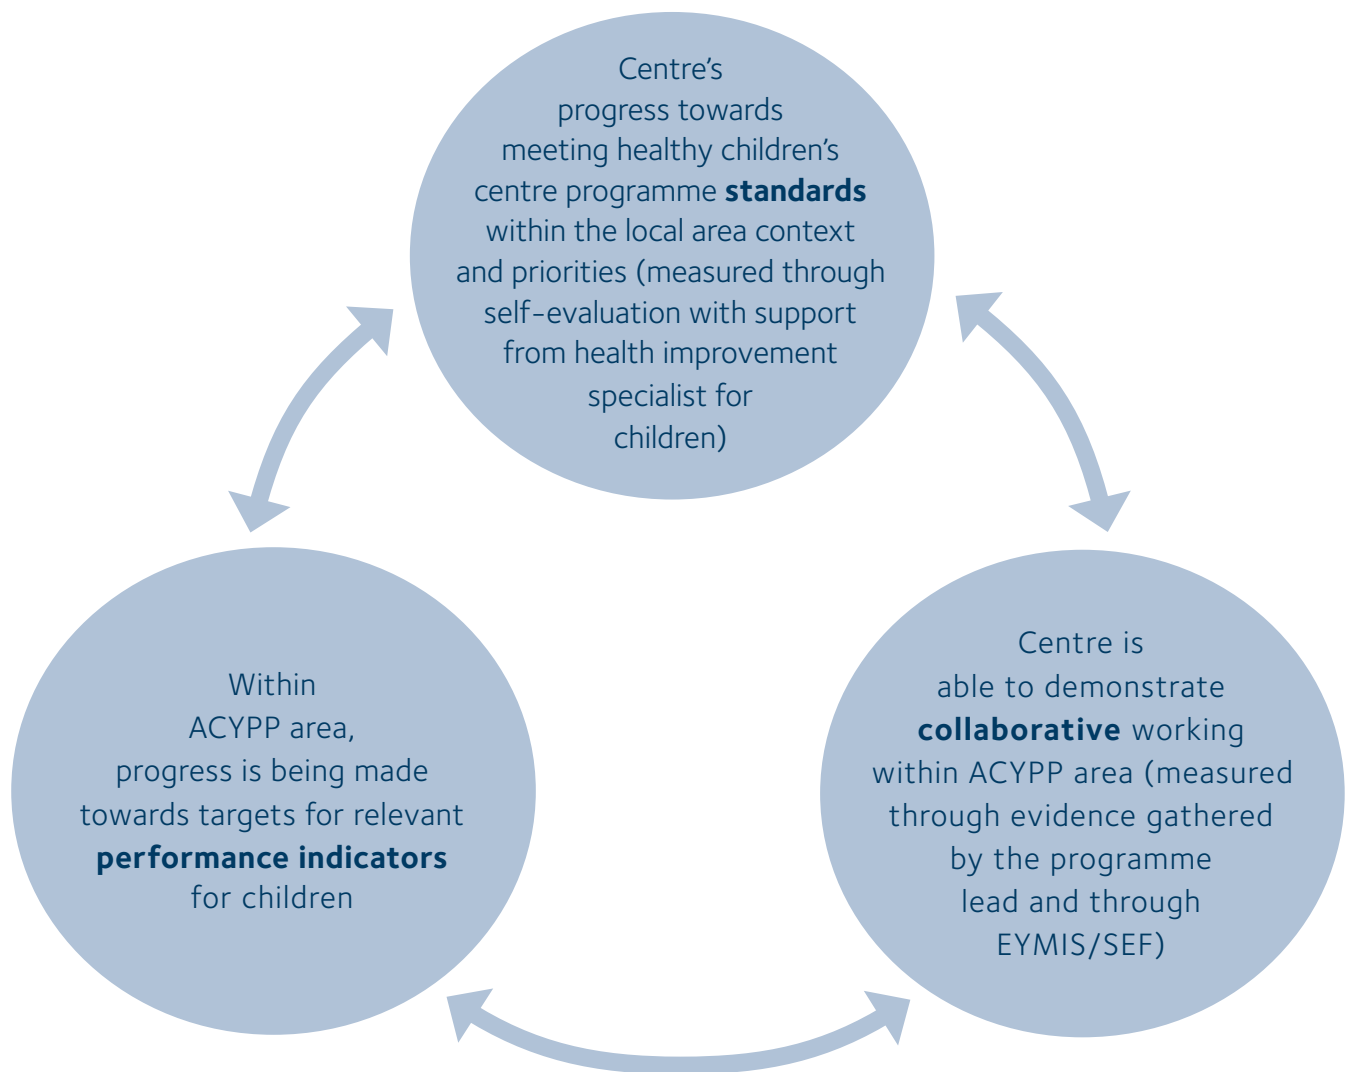 Centre’s
progress towards
meeting healthy children’s
centre programme standards
within the local area context
and priorities (measured through
self-evaluation with support
from health improvement
specialist for
children)
Within
ACYPP area,
progress is being made
towards targets for relevant
performance indicators
for children
Centre is
able to demonstrate
collaborative working
within ACYPP area (measured
through evidence gathered
by the programme
lead and through
EYMIS/SEF)